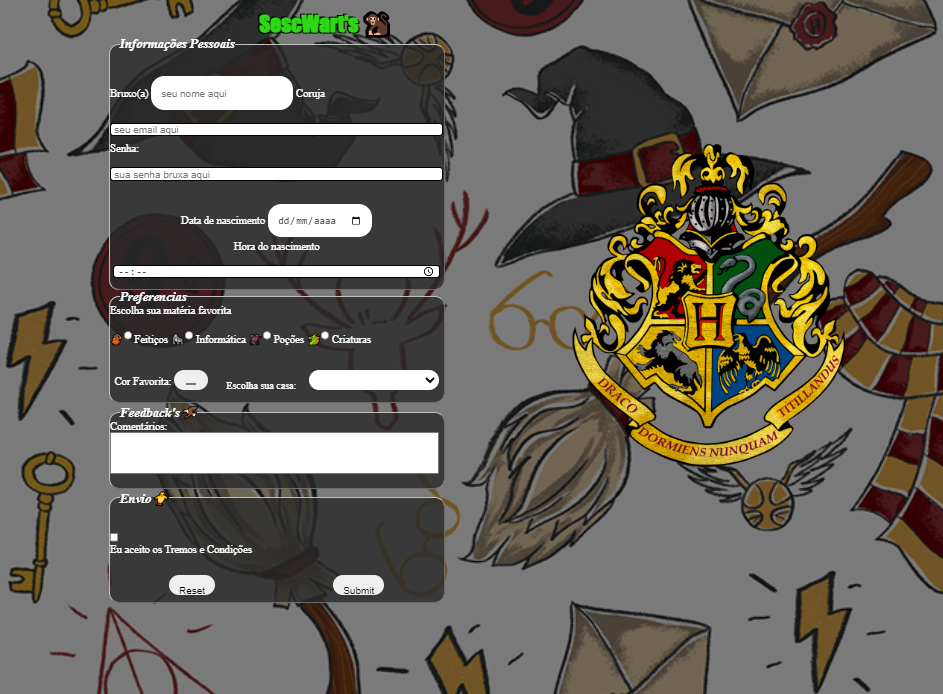 SoscWart's
Informações Pessoais
Bruxo(a) seu nome aqui Coruja
seu email aqui
Senha:
sua senha bruxa aqui
Data de nascimento dd/mm/aaaa
Hora do nascimento
--:--
Preferencias
Escolha sua matéria favorita
Feitiços Informática Poções Criaturas
Cor Favorita: Escolha sua casa:
Feedback's
Comentários:
Envio
Eu aceito os Tremos e Condições
Reset Submit
H
DRACO DORMIENS NUNQUAM TITILLANDUS